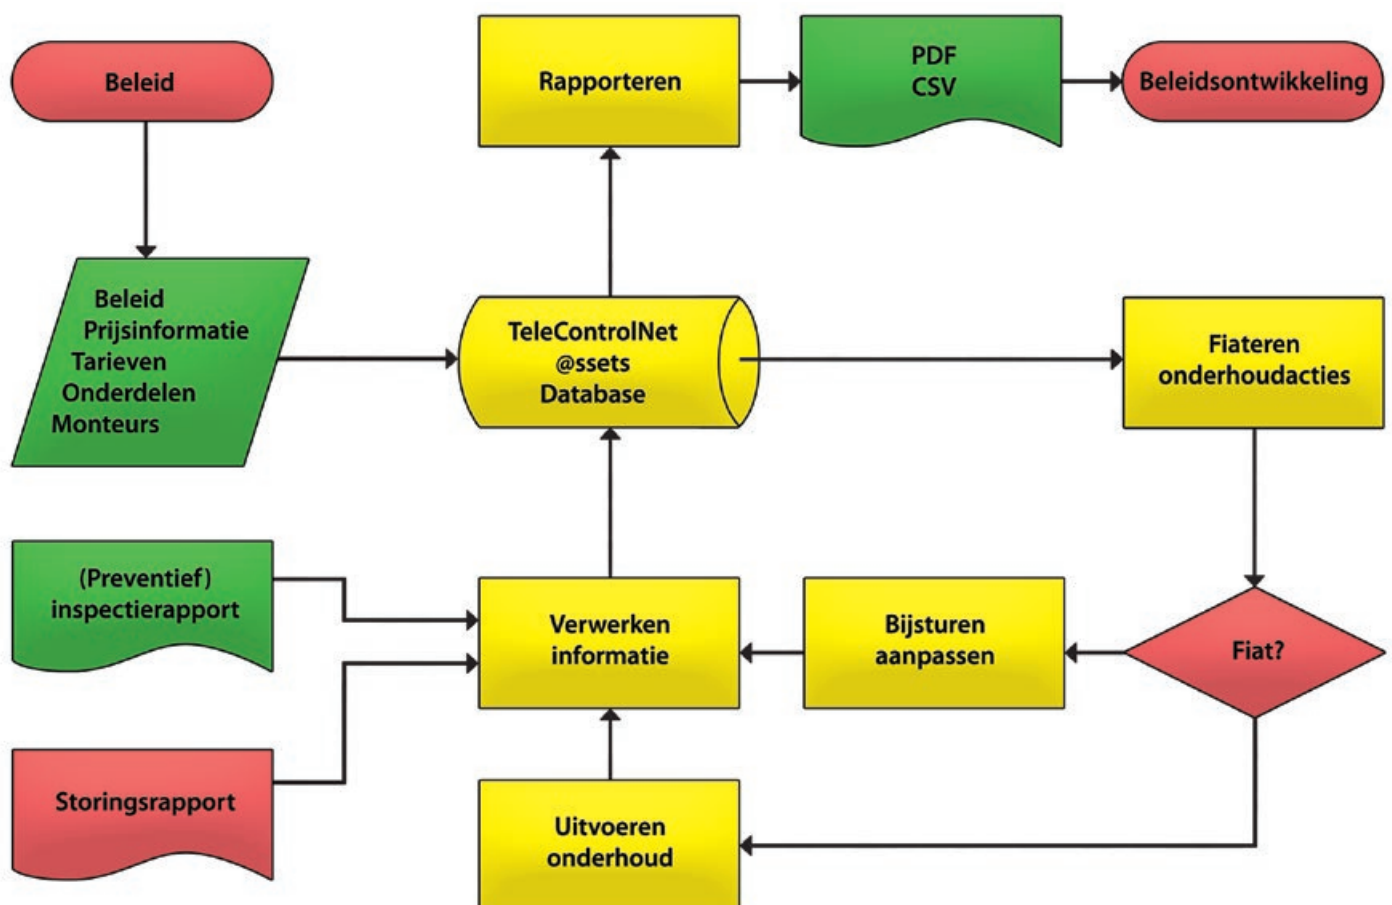 Beleid
Rapporteren
PDF
CSV
Beleidsontwikkeling
Beleid
Prijsinformatie
Tarieven
Onderdelen
Monteurs
TeleControlNet
@ssets
Database
Fiateren
onderhoudacties
(Preventief)
inspectierapport
Verwerken
informatie
Bijsturen
aanpassen
Fiat?
Storingsrapport
Uitvoeren
onderhoud